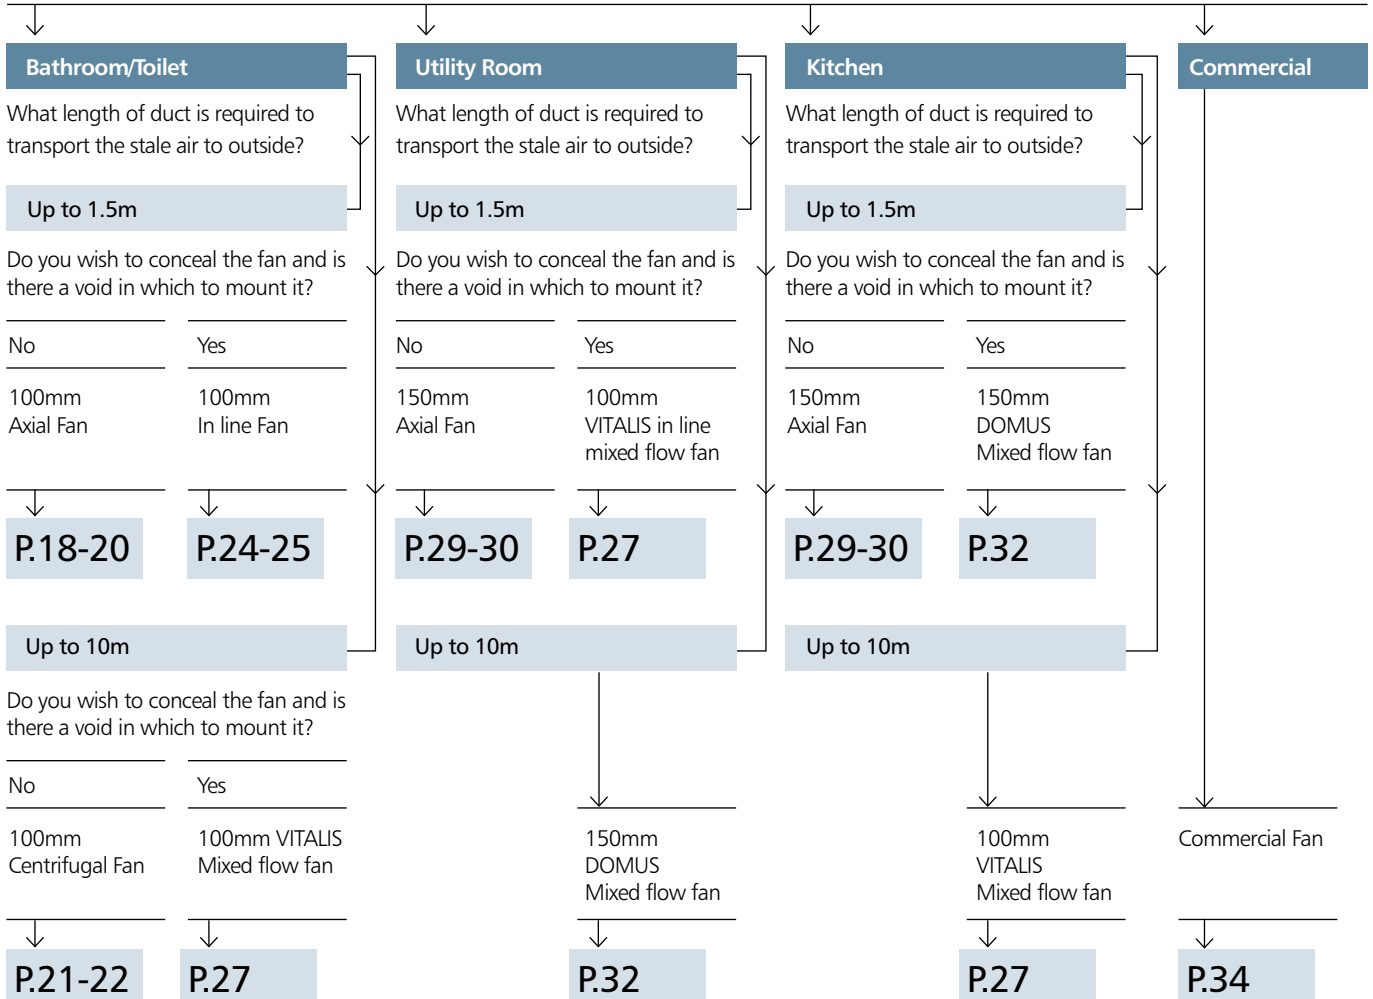 Bathroom/Toilet
What length of duct is required to
transport the stale air to outside?
Up to 1.5m
Do you wish to conceal the fan and is
there a void in which to mount it?
No
100mm
Axial Fan
P.18-20
Yes
100mm
In line Fan
P.24-25
Up to 10m
Do you wish to conceal the fan and is
there a void in which to mount it?
No
100mm
Centrifugal Fan
P.21-22
Yes
100mm VITALIS
Mixed flow fan
P.27
Utility Room
What length of duct is required to
transport the stale air to outside?
Up to 1.5m
Do you wish to conceal the fan and is
there a void in which to mount it?
No
150mm
Axial Fan
P.29-30
Yes
100mm
VITALIS in line
mixed flow fan
P.27
Up to 10m
150mm
DOMUS
Mixed flow fan
P.32
Kitchen
What length of duct is required to
transport the stale air to outside?
Up to 1.5m
Do you wish to conceal the fan and is
there a void in which to mount it?
No
150mm
Axial Fan
P.29-30
Yes
150mm
DOMUS
Mixed flow fan
P.32
Up to 10m
100mm
VITALIS
Mixed flow fan
P.27
Commercial
Commercial Fan
P.34